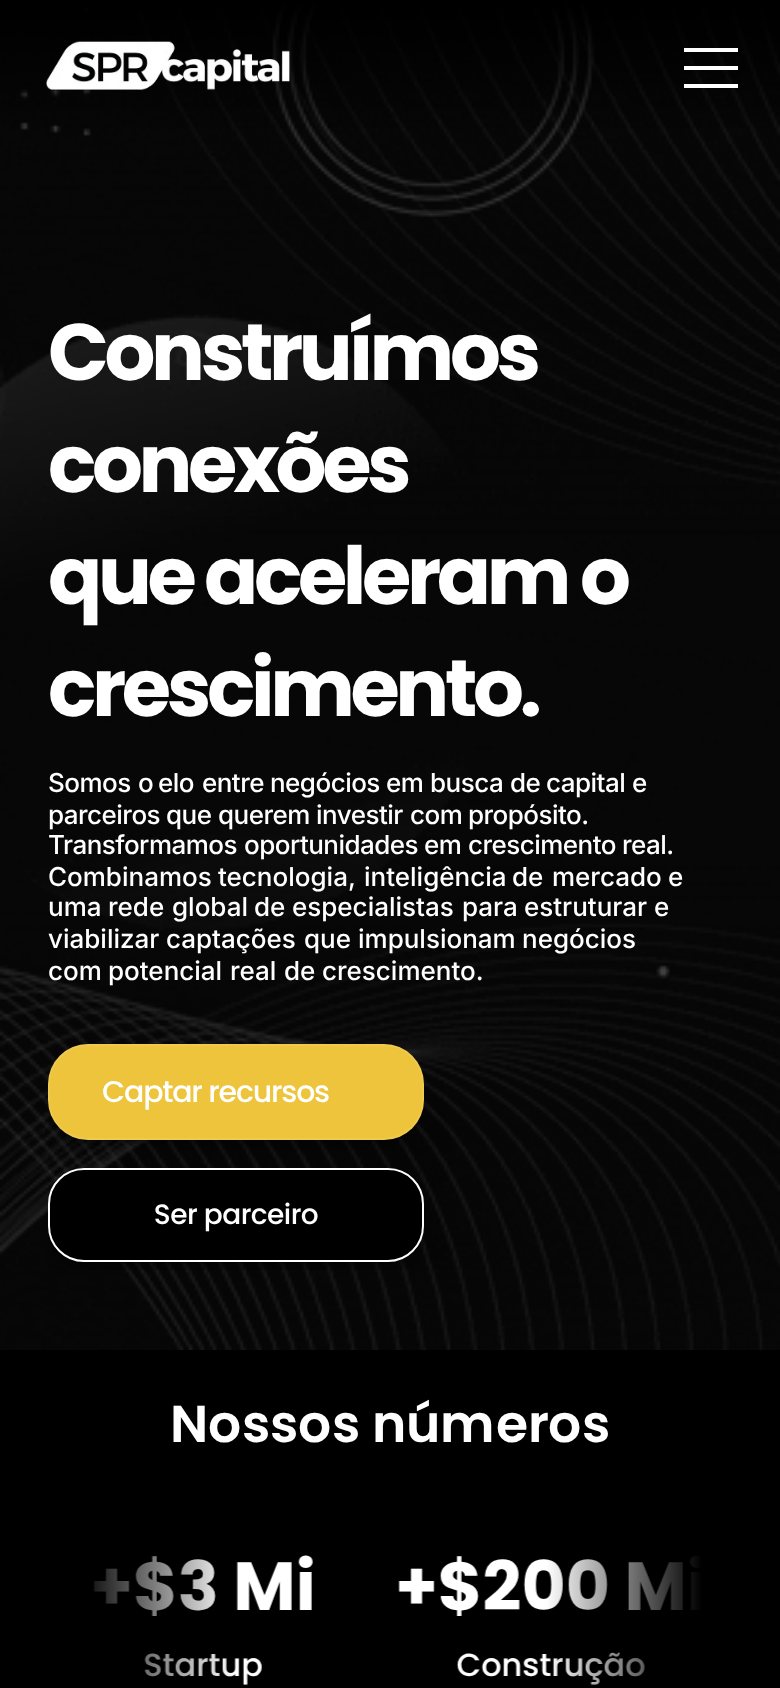 SPR capital
Construímos
conexões
que aceleram o
crescimento.
Somos o elo entre negócios em busca de capital e
parceiros que querem investir com propósito.
Transformamos oportunidades em crescimento real.
Combinamos tecnologia, inteligência de mercado e
uma rede global de especialistas para estruturar e
viabilizar captações que impulsionam negócios
com potencial real de crescimento.
Captar recursos
Ser parceiro
Nossos números
+$3 Mi +$200 Mi
Startup Construção